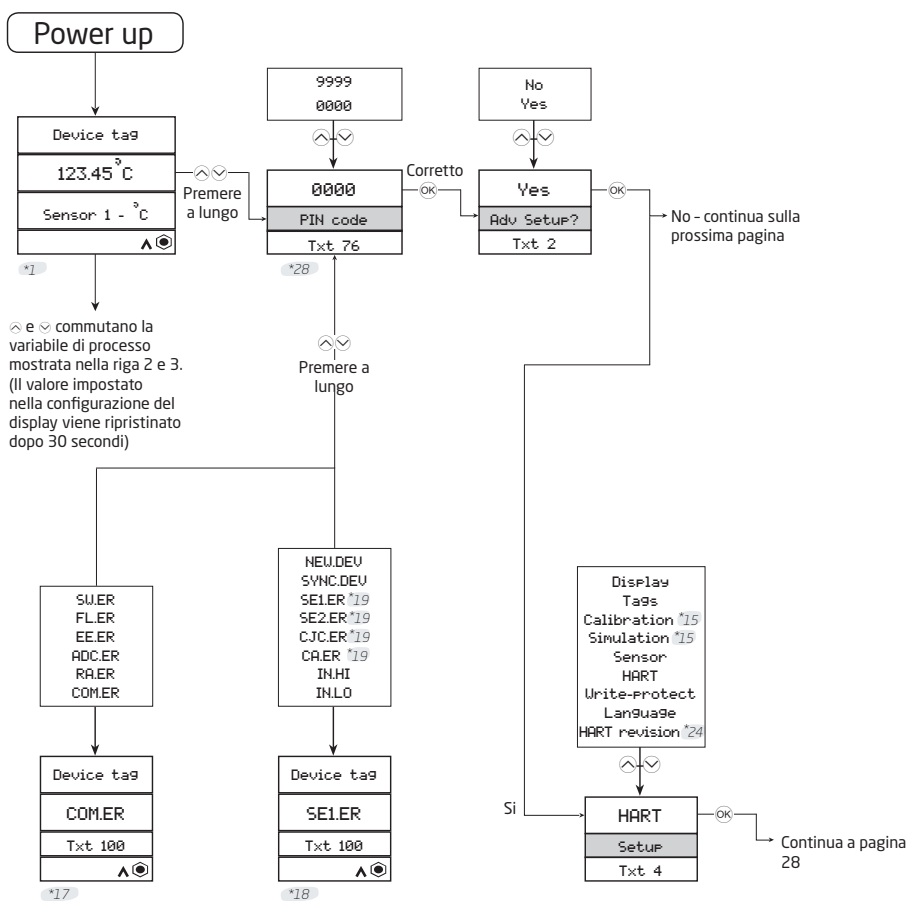 Power up
Device tag
123.45°C
Sensor 1 - °C
*1
Premere
a lungo
9999
0000
0000
PIN code
Txt 76
*28
Corretto
OK
No
Yes
Yes
Adv Setup?
Txt 2
OK
No - continua sulla
prossima pagina
e commutano la
variabile di processo
mostrata nella riga 2 e 3.
(Il valore impostato
nella configurazione del
display viene ripristinato
dopo 30 secondi)
Premere a
lungo
SW.ER
FL.ER
EE.ER
ADC.ER
RA.ER
COM.ER
Device tag
COM.ER
Txt 100
*17
NEW.DEV
SYNC.DEV
SE1.ER *19
SE2.ER *19
CJC.ER *19
CA.ER *19
IN.HI
IN.LO
Device tag
SE1.ER
Txt 100
*18
Display
Tags
Calibration *15
Simulation *15
Sensor
HART
Write-protect
Language
HART revision *24
Si
HART
Setup
Txt 4
OK
Continua a pagina
28